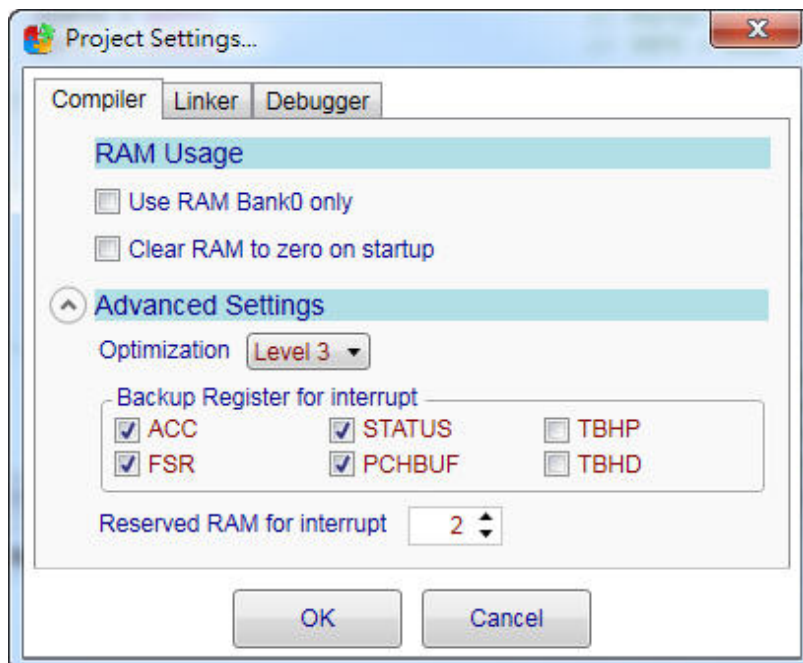 Project Settings...
Compiler Linker Debugger
RAM Usage
Use RAM Bank0 only
Clear RAM to zero on startup
Advanced Settings
Optimization Level 3
Backup Register for interrupt
ACC STATUS TBHP
FSR PCHBUF TBHD
Reserved RAM for interrupt 2
OK Cancel